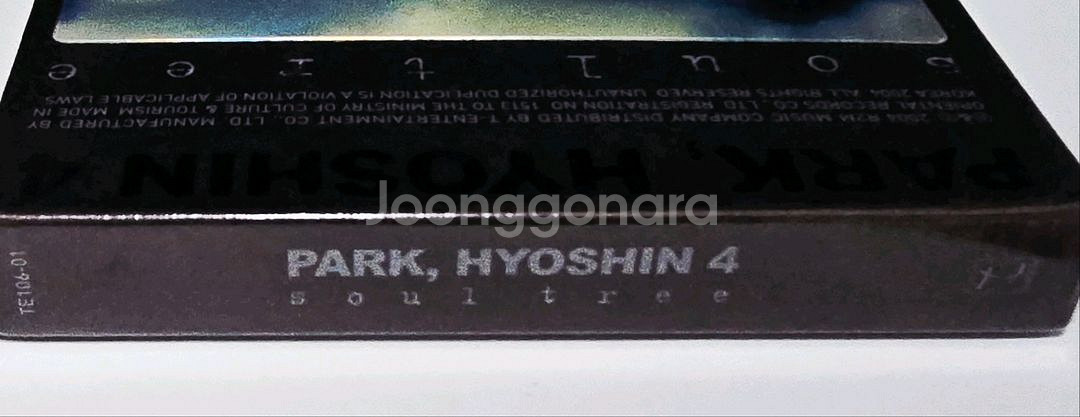 s o u l t r e e
℗&© 2004 R2M MUSIC COMPANY DISTRIBUTED BY T-ENTERTAINMENT CO., LTD MANUFACTURED BY
ORIENTAL RECORDS CO., LTD REGISTRATION NO 1513 TO THE MINISTRY OF CULTURE & TOURISM MADE IN
KOREA 2004 ALL RIGHTS RESERVED UNAUTHORIZED DUPLICATION IS A VIOLATION OF APPLICABLE LAWS
PARK, HYOSHIN 4
Joonggonara
PARK, HYOSHIN 4
s o u l t r e e
TE106-01